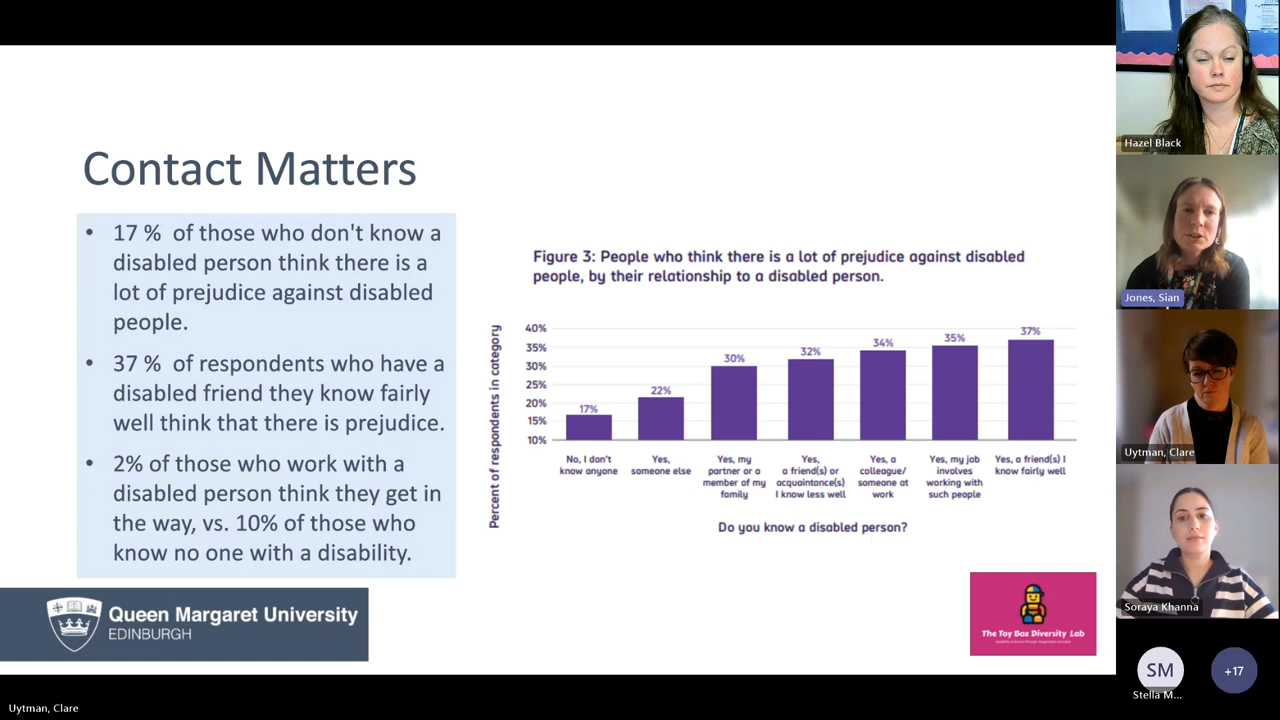 Contact Matters
• 17 % of those who don't know a
disabled person think there is a
lot of prejudice against disabled
people.
• 37 % of respondents who have a
disabled friend they know fairly
well think that there is prejudice.
• 2% of those who work with a
disabled person think they get in
the way, vs. 10% of those who
know no one with a disability.
Figure 3: People who think there is a lot of prejudice against disabled
people, by their relationship to a disabled person.
Percent of respondents in category
40%
35%
30%
25%
20%
15%
10%
17%
22%
30%
32%
34%
35%
37%
No, I don't
know anyone
Yes,
someone else
Yes, my
partner or a
member of my
family
Yes,
a friend(s) or
acquaintance(s)
I know less well
Yes, a
colleague/
someone at
work
Yes, my job
involves
working with
such people
Yes, a friend(s) I
know fairly well
Do you know a disabled person?
Queen Margaret University
EDINBURGH
The Toy Box Diversity Lab
Hazel Black
Jones, Sian
Uytman, Clare
Soraya Khanna
SM
Stella M...
+17
Uytman, Clare